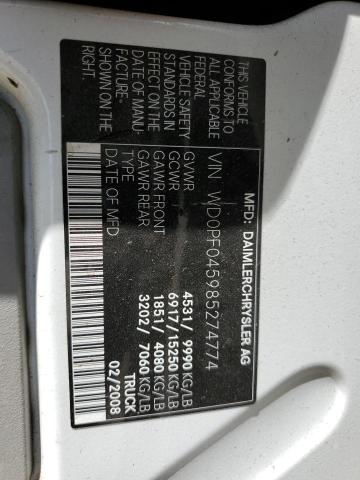 MFD: DAIMLERCHRYSLER AG
VIN WD0PF045985274774
GVWR 4531/ 9990 KG/LB
GCWR 6917/15250 KG/LB
GAWR FRONT 1851/ 4080 KG/LB
GAWR REAR 3202/ 7060 KG/LB
TYPE TRUCK
DATE OF MFD 02/2008
THIS VEHICLE
CONFORMS TO
ALL APPLICABLE
FEDERAL
VEHICLE SAFETY
STANDARDS IN
EFFECT ON THE
DATE OF MANU-
FACTURE
SHOWN ON THE
RIGHT